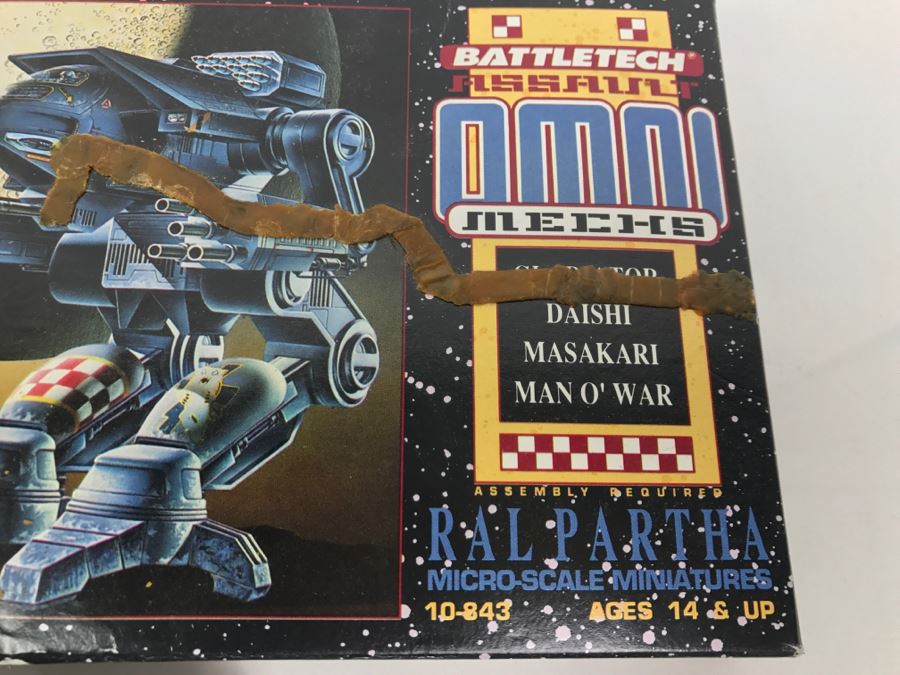 BATTLETECH
ASSAULT
OMNI
MECHS
DAISHI
MASAKARI
MAN O' WAR
ASSEMBLY REQUIRED
RAL PARTHA
MICRO-SCALE MINIATURES
10-843 AGES 14 & UP